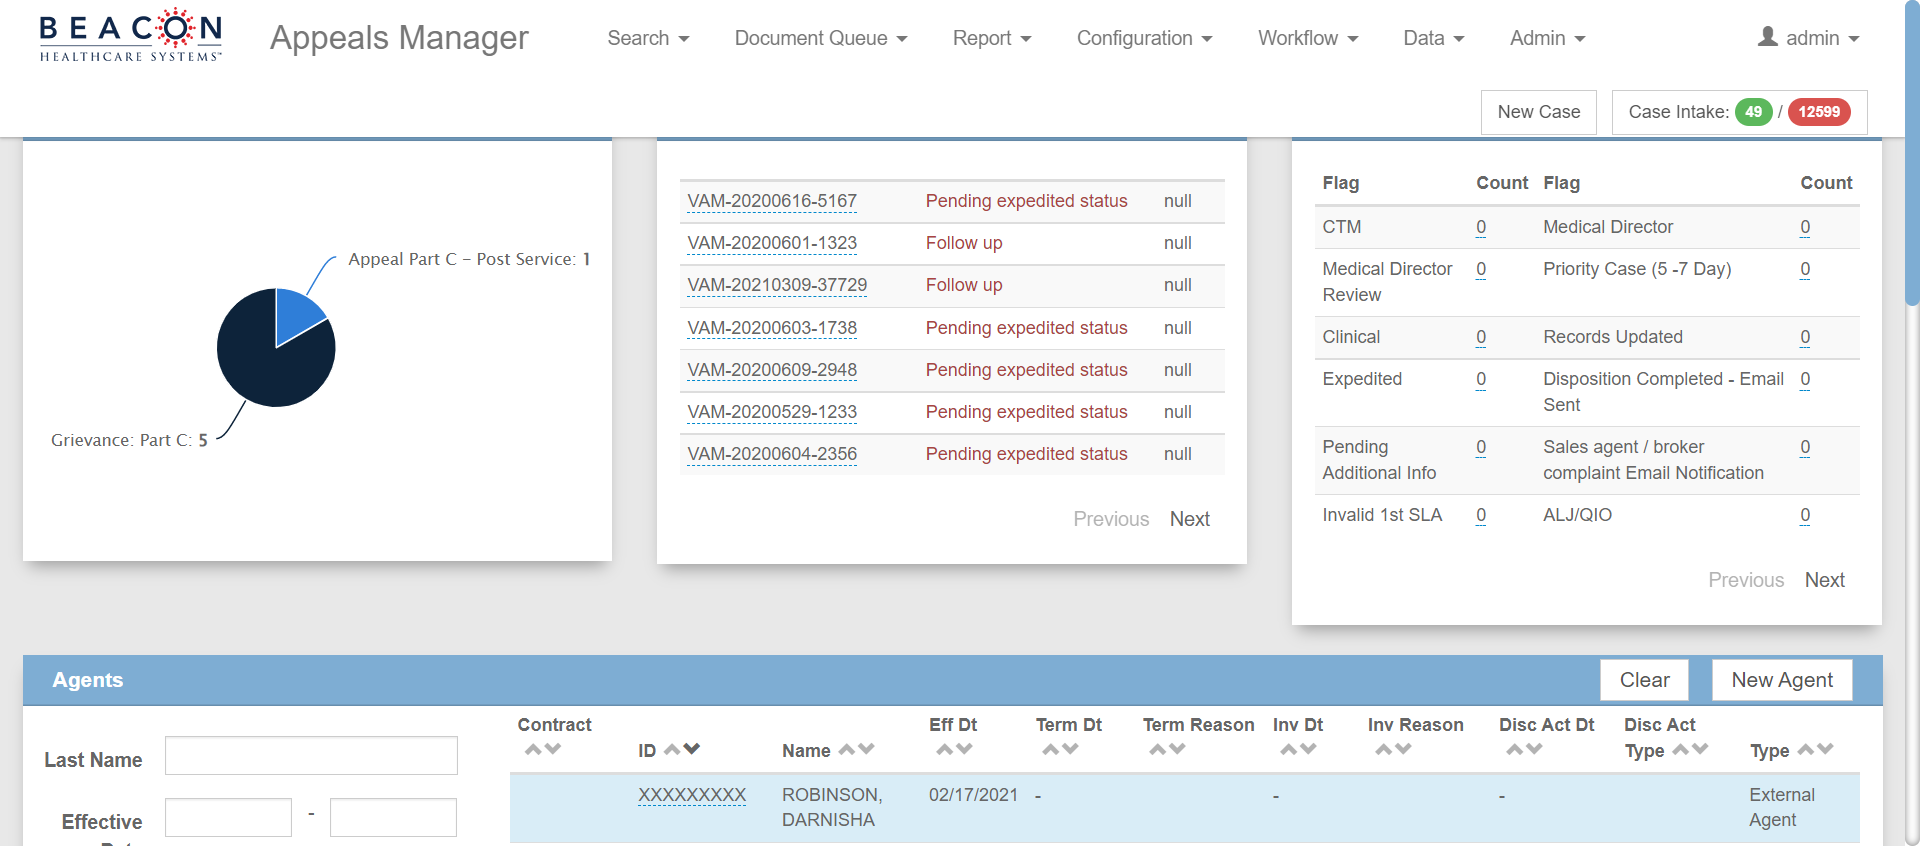 BEACON
HEALTHCARE SYSTEMS™
Appeals Manager
Search
Document Queue
Report
Configuration
Workflow
Data
Admin
admin
New Case
Case Intake: 49 / 12599
Appeal Part C - Post Service: 1
Grievance: Part C: 5
VAM-20200616-5167 Pending expedited status null
VAM-20200601-1323 Follow up null
VAM-20210309-37729 Follow up null
VAM-20200603-1738 Pending expedited status null
VAM-20200609-2948 Pending expedited status null
VAM-20200529-1233 Pending expedited status null
VAM-20200604-2356 Pending expedited status null
Previous Next
Flag Count Flag Count
CTM 0 Medical Director 0
Medical Director 0 Priority Case (5 -7 Day) 0
Review
Clinical 0 Records Updated 0
Expedited 0 Disposition Completed - Email 0
Sent
Pending 0 Sales agent / broker 0
Additional Info complaint Email Notification
Invalid 1st SLA 0 ALJ/QIO 0
Previous Next
Agents
Clear
New Agent
Last Name
Effective
-
Contract
ID
Name
Eff Dt
Term Dt
Term Reason
Inv Dt
Inv Reason
Disc Act Dt
Disc Act
Type
Type
XXXXXXXXX ROBINSON, 02/17/2021 - - - External
DARNISHA Agent